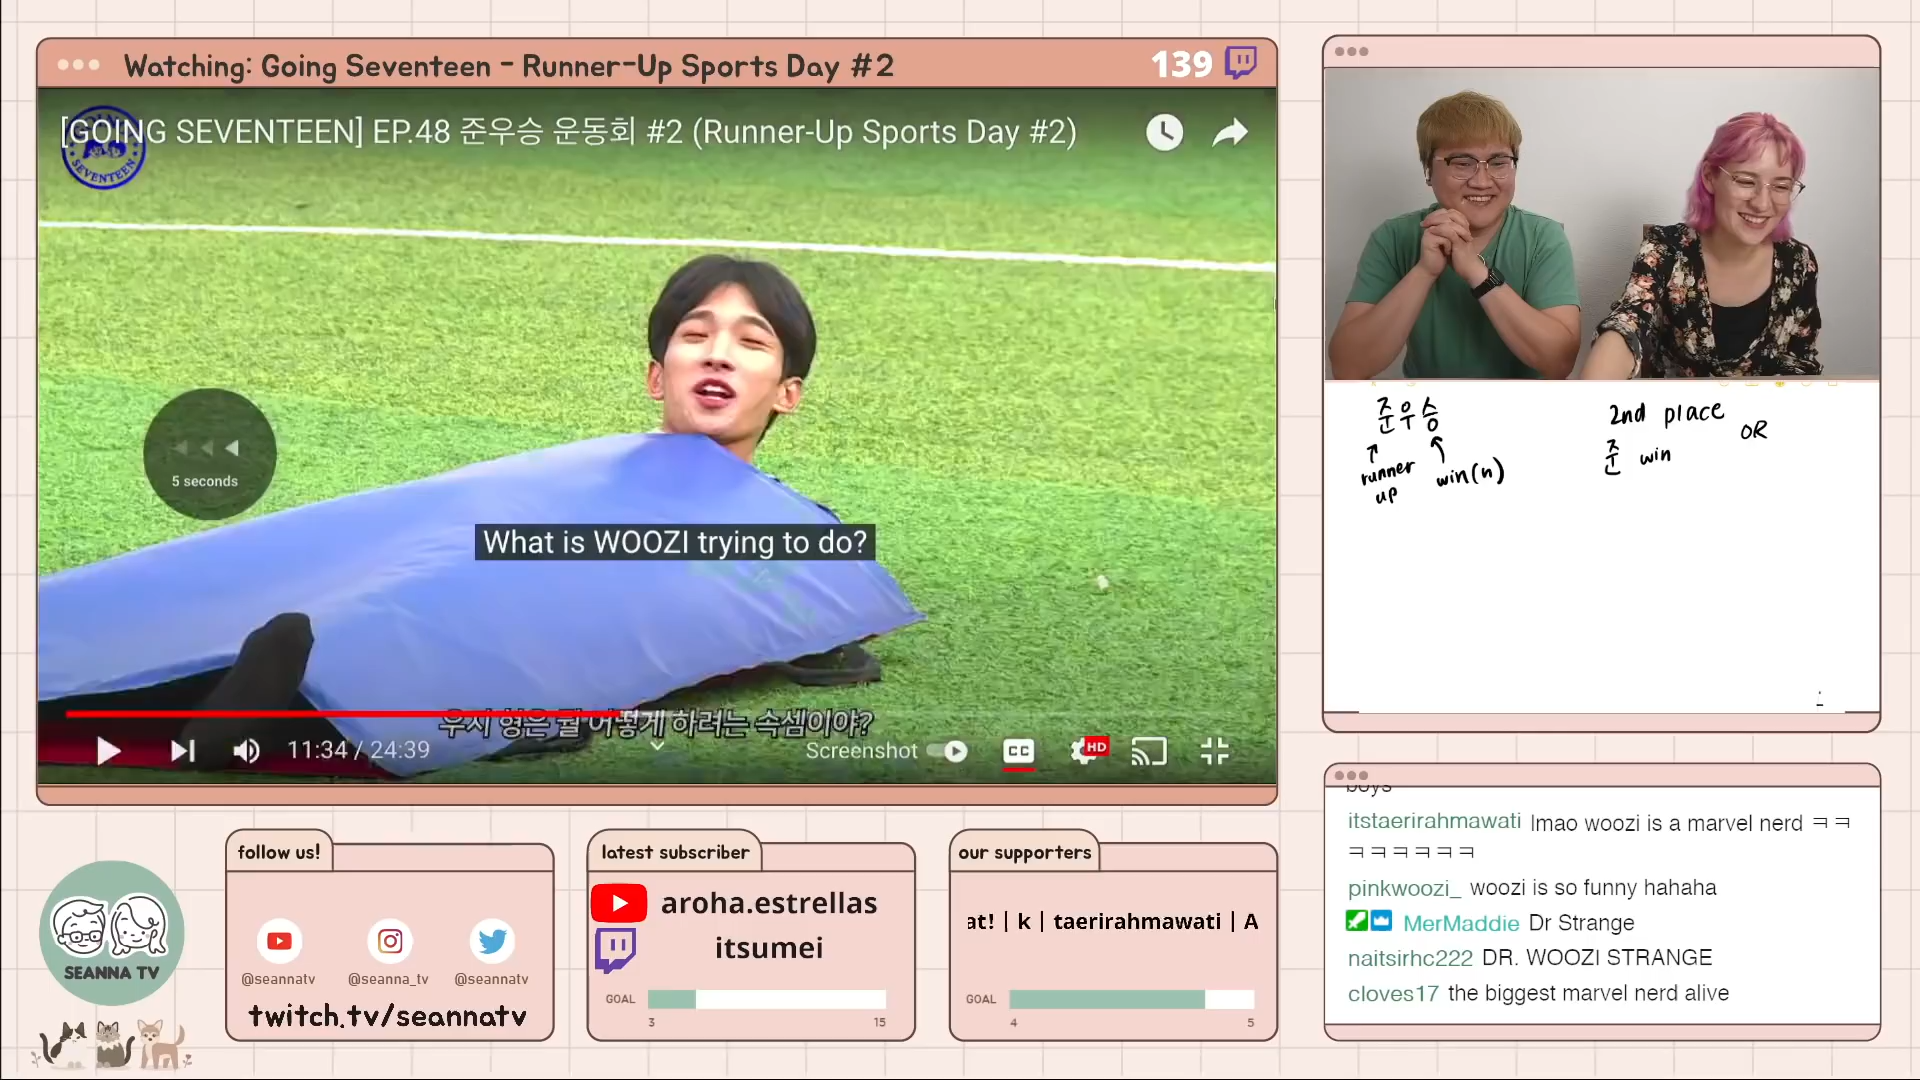 Watching: Going Seventeen - Runner-Up Sports Day #2
139
[GOING SEVENTEEN] EP.48 준우승 운동회 #2 (Runner-Up Sports Day #2)
SEVENTEEN
5 seconds
What is WOOZI trying to do?
우지 형은 뭘 어떻게 하려는 속셈이야?
11:34 / 24:39
Screenshot
CC
HD
준우승
runner
up
win(n)
2nd place
OR
준 win
boys
itstaerirahmawati lmao woozi is a marvel nerd ㅋㅋ
ㅋㅋㅋㅋㅋㅋ
pinkwoozi_ woozi is so funny hahaha
MerMaddie Dr Strange
naitsirhc222 DR. WOOZI STRANGE
cloves17 the biggest marvel nerd alive
SEANNA TV
follow us!
@seannatv
@seanna_tv
@seannatv
twitch.tv/seannatv
latest subscriber
aroha.estrellas
itsumei
GOAL
3
15
our supporters
at! | k | taerirahmawati | A
GOAL
4
5